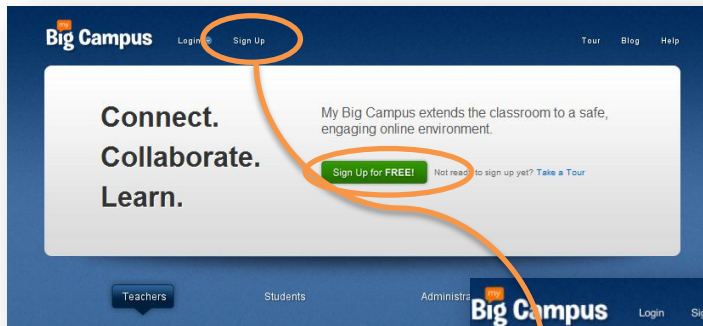 my
Big Campus Login Sign Up Tour Blog Help
Connect.
Collaborate.
Learn.
My Big Campus extends the classroom to a safe,
engaging online environment.
Sign Up for FREE! Not ready to sign up yet? Take a Tour
Teachers Students
my
Big Campus Login